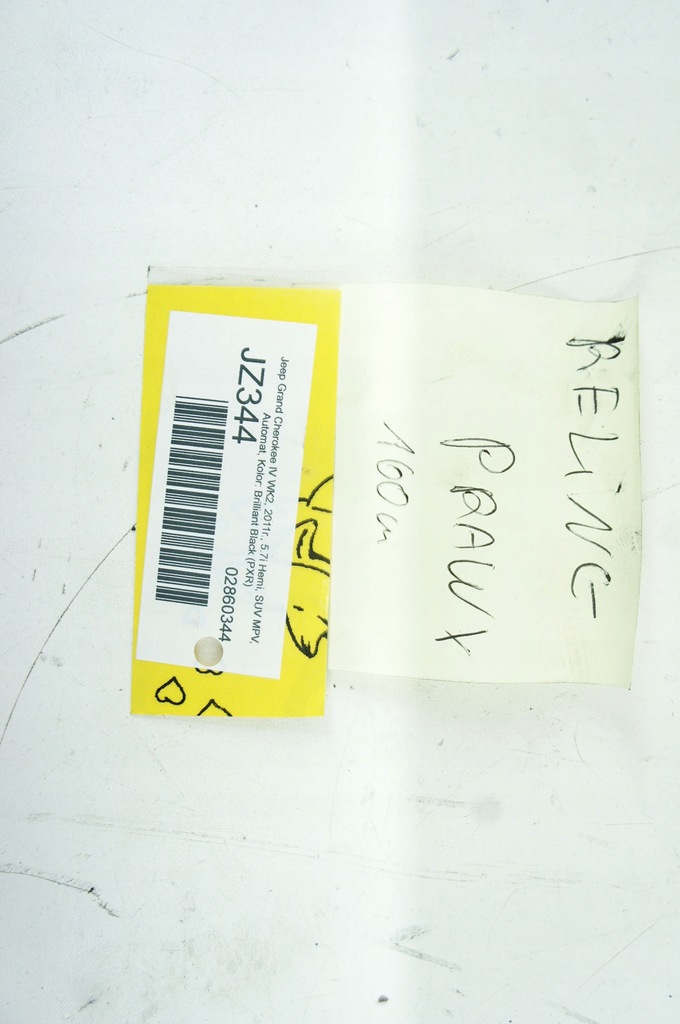 RELING
PRAWY
160cm
Jeep Grand Cherokee IV WK2, 2011r., 5.7i Hemi, SUV MPV,
Automat, Kolor: Brilliant Black (PXR)
JZ344
02860344